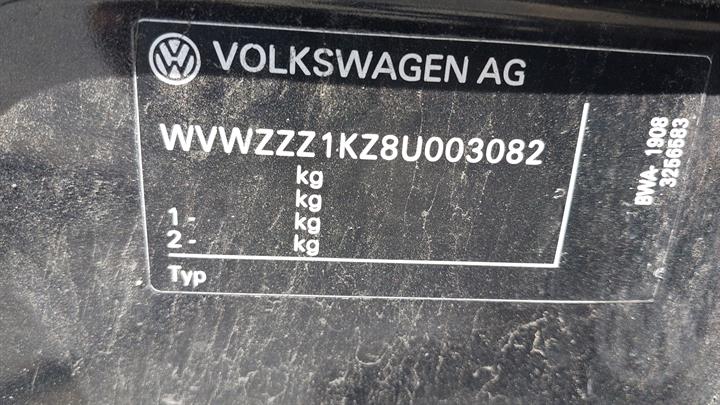 VOLKSWAGEN AG
WVWZZZ1KZ8U003082
kg
kg
1 - kg
2 - kg
Typ
BWA 1908
3256583